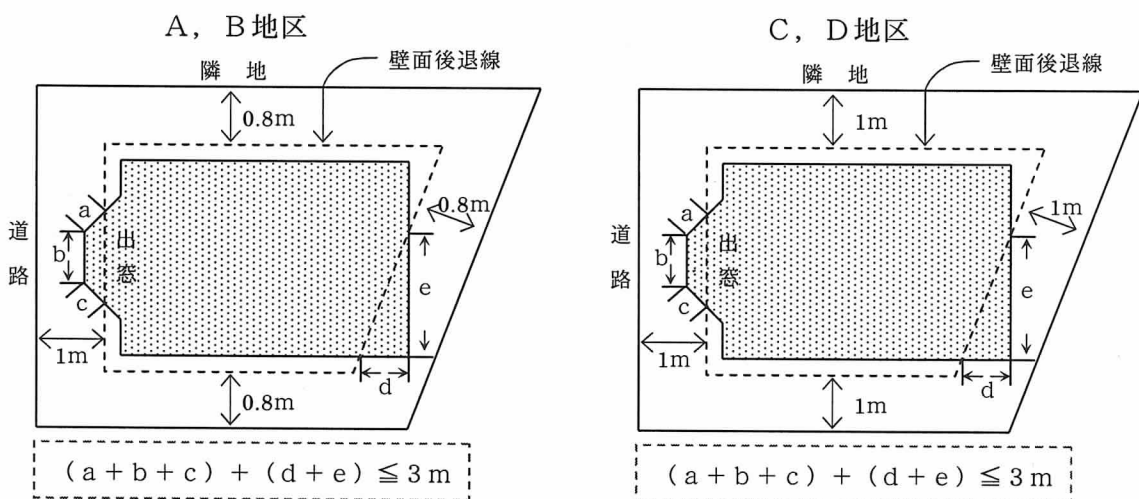 A，B地区
隣　地
壁面後退線
0.8m
0.8m
a
b
c
出窓
道路
1m
e
d
0.8m
(a＋b＋c)＋(d＋e)≦3m
C，D地区
隣　地
壁面後退線
1m
1m
a
b
c
出窓
道路
1m
e
d
1m
(a＋b＋c)＋(d＋e)≦3m